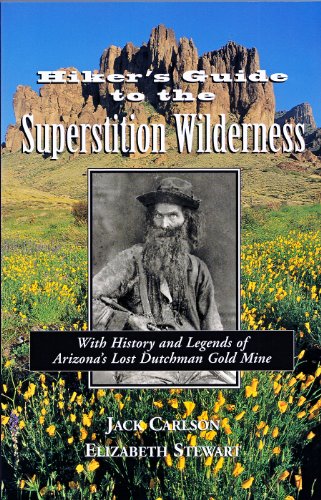 Hiker's Guide
to the
Superstition Wilderness
With History and Legends of
Arizona's Lost Dutchman Gold Mine
Jack Carlson
Elizabeth Stewart